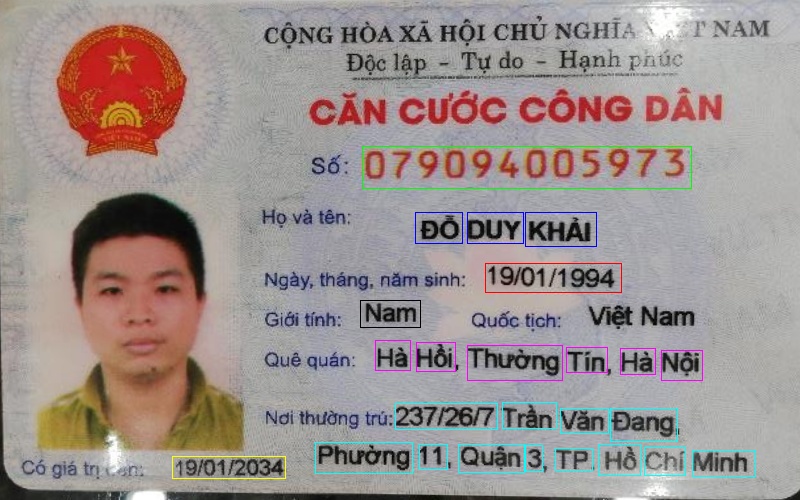 CỘNG HÒA XÃ HỘI CHỦ NGHĨA VIỆT NAM
Độc lập - Tự do - Hạnh phúc
CĂN CƯỚC CÔNG DÂN
Số: 079094005973
Họ và tên: ĐỖ DUY KHẢI
Ngày, tháng, năm sinh: 19/01/1994
Giới tính: Nam Quốc tịch: Việt Nam
Quê quán: Hà Hồi, Thường Tín, Hà Nội
Nơi thường trú: 237/26/7 Trần Văn Đang,
Phường 11, Quận 3, TP. Hồ Chí Minh
Có giá trị đến: 19/01/2034